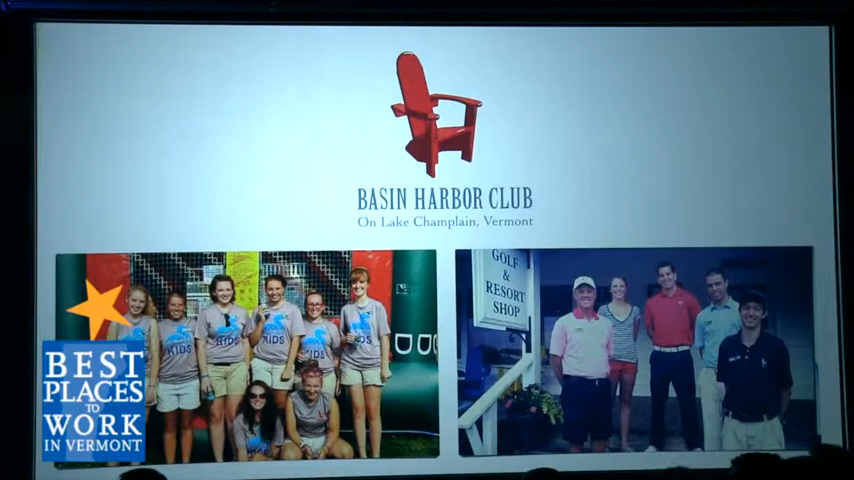 BASIN HARBOR CLUB
On Lake Champlain, Vermont
GOLF
&
RESORT
SHOP
KIDS
KIDS
KIDS
BEST
PLACES
TO
WORK
IN VERMONT